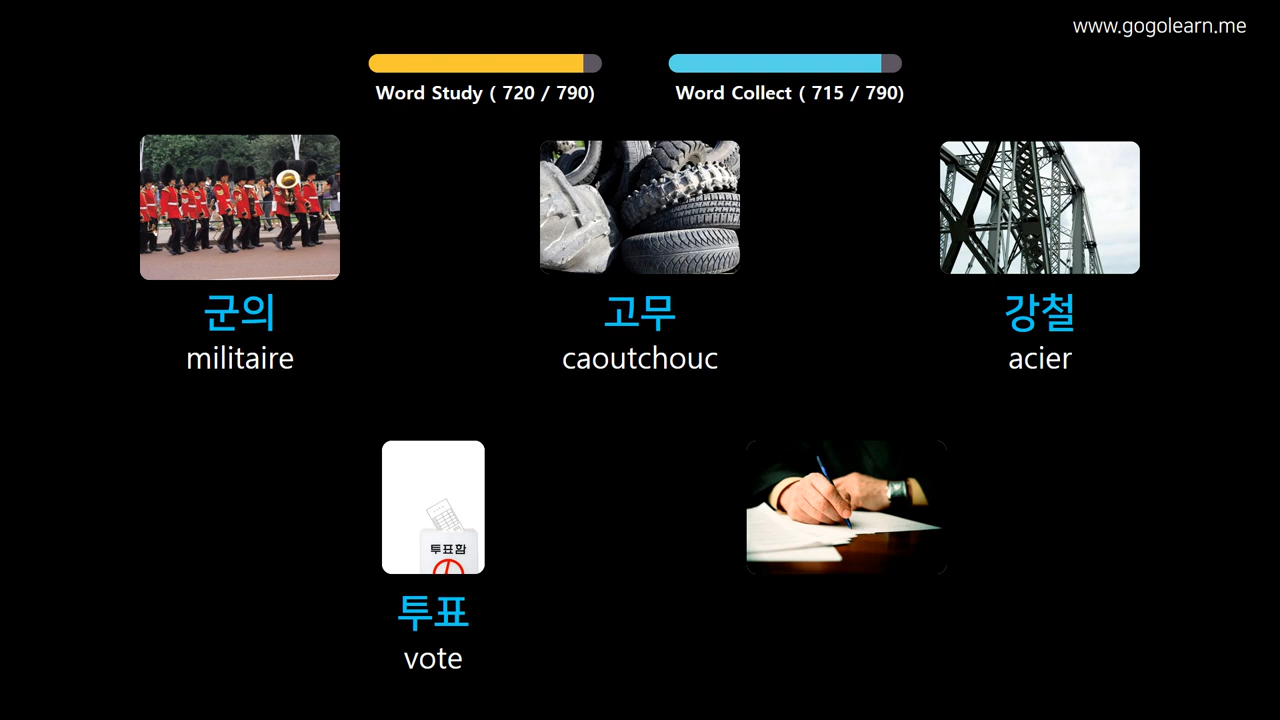 www.gogolearn.me
Word Study ( 720 / 790)
Word Collect ( 715 / 790)
군의
militaire
고무
caoutchouc
강철
acier
투표함
투표
vote